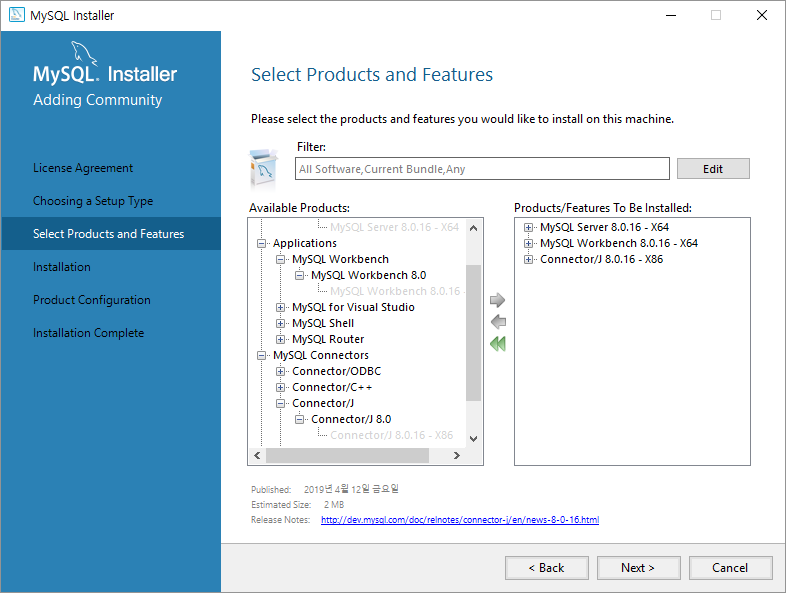 MySQL Installer
MySQL. Installer
Adding Community
License Agreement
Choosing a Setup Type
Select Products and Features
Installation
Product Configuration
Installation Complete
Select Products and Features
Please select the products and features you would like to install on this machine.
Filter:
All Software,Current Bundle,Any
Edit
Available Products:
MySQL Server 8.0.16 - X64
Applications
MySQL Workbench
MySQL Workbench 8.0
MySQL Workbench 8.0.16 -
MySQL for Visual Studio
MySQL Shell
MySQL Router
MySQL Connectors
Connector/ODBC
Connector/C++
Connector/J
Connector/J 8.0
Connector/J 8.0.16 - X86
Products/Features To Be Installed:
MySQL Server 8.0.16 - X64
MySQL Workbench 8.0.16 - X64
Connector/J 8.0.16 - X86
Published: 2019년 4월 12일 금요일
Estimated Size: 2 MB
Release Notes: http://dev.mysql.com/doc/relnotes/connector-j/en/news-8-0-16.html
< Back
Next >
Cancel